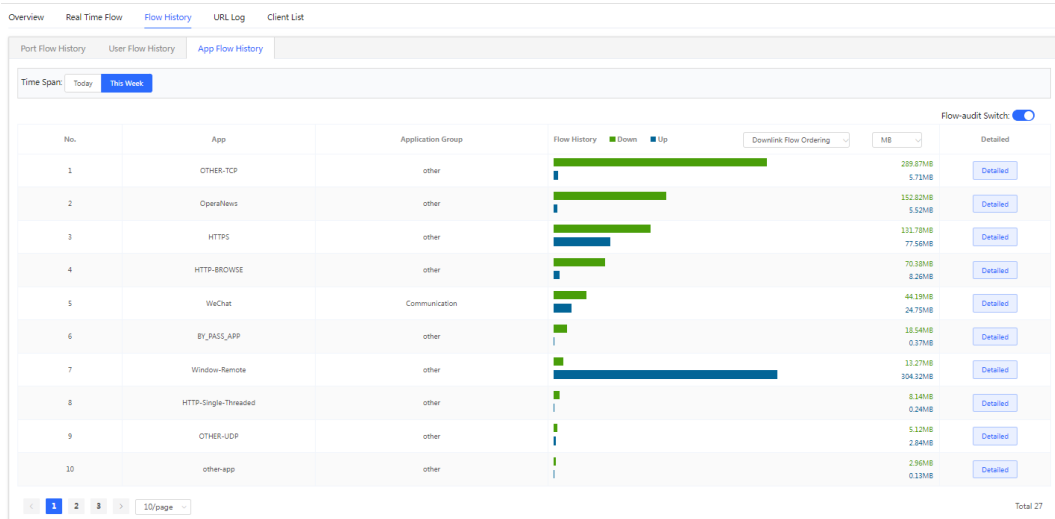 Overview Real Time Flow Flow History URL Log Client List
Port Flow History User Flow History App Flow History
Time Span: Today This Week
Flow-audit Switch:
No. App Application Group Flow History Down Up Downlink Flow Ordering MB Detailed
1 OTHER-TCP other 289.87MB 5.71MB Detailed
2 OperaNews other 152.82MB 5.52MB Detailed
3 HTTPS other 131.78MB 77.56MB Detailed
4 HTTP-BROWSE other 70.38MB 8.26MB Detailed
5 WeChat Communication 44.19MB 24.75MB Detailed
6 BY_PASS_APP other 18.54MB 0.37MB Detailed
7 Window-Remote other 13.27MB 304.32MB Detailed
8 HTTP-Single-Threaded other 8.14MB 0.24MB Detailed
9 OTHER-UDP other 5.12MB 2.84MB Detailed
10 other-app other 2.96MB 0.13MB Detailed
< 1 2 3 > 10/page Total 27